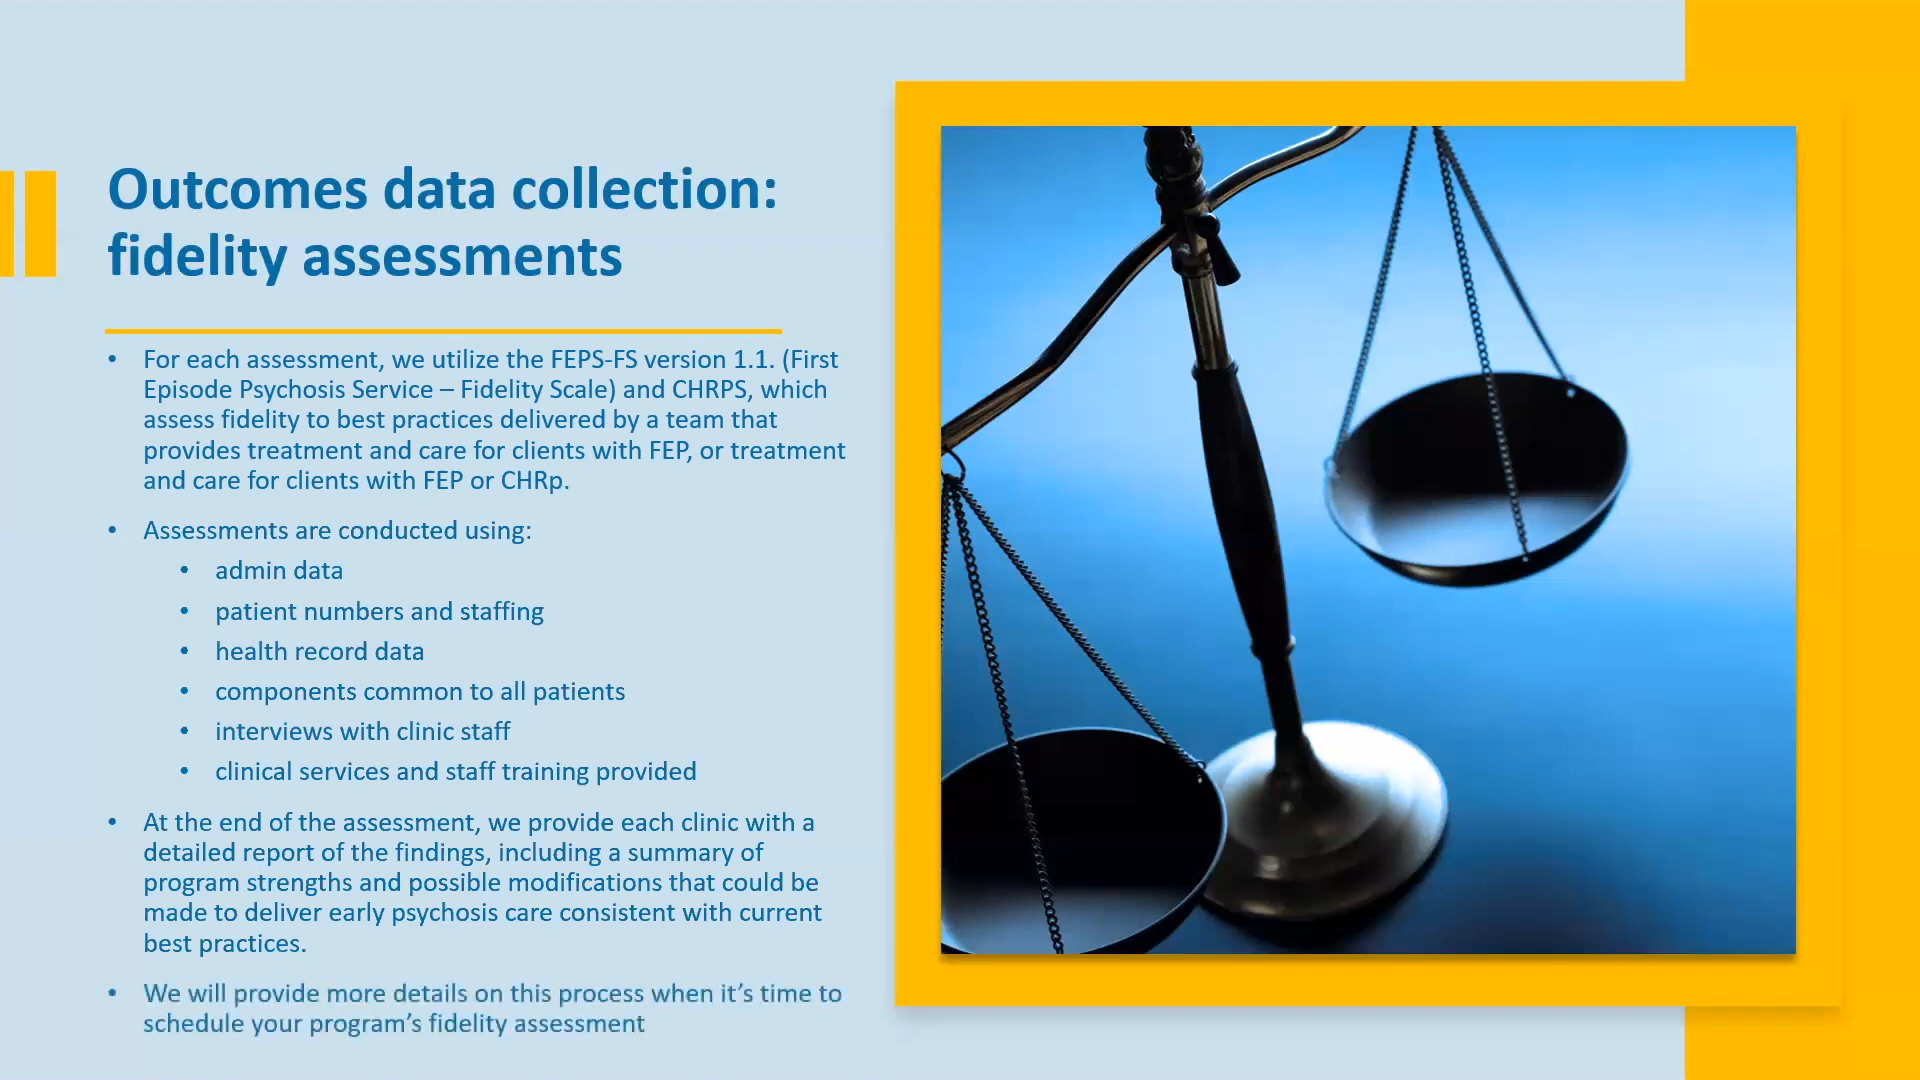 Outcomes data collection:
fidelity assessments
• For each assessment, we utilize the FEPS-FS version 1.1. (First
Episode Psychosis Service – Fidelity Scale) and CHRPS, which
assess fidelity to best practices delivered by a team that
provides treatment and care for clients with FEP, or treatment
and care for clients with FEP or CHRp.
• Assessments are conducted using:
• admin data
• patient numbers and staffing
• health record data
• components common to all patients
• interviews with clinic staff
• clinical services and staff training provided
• At the end of the assessment, we provide each clinic with a
detailed report of the findings, including a summary of
program strengths and possible modifications that could be
made to deliver early psychosis care consistent with current
best practices.
• We will provide more details on this process when it’s time to
schedule your program’s fidelity assessment